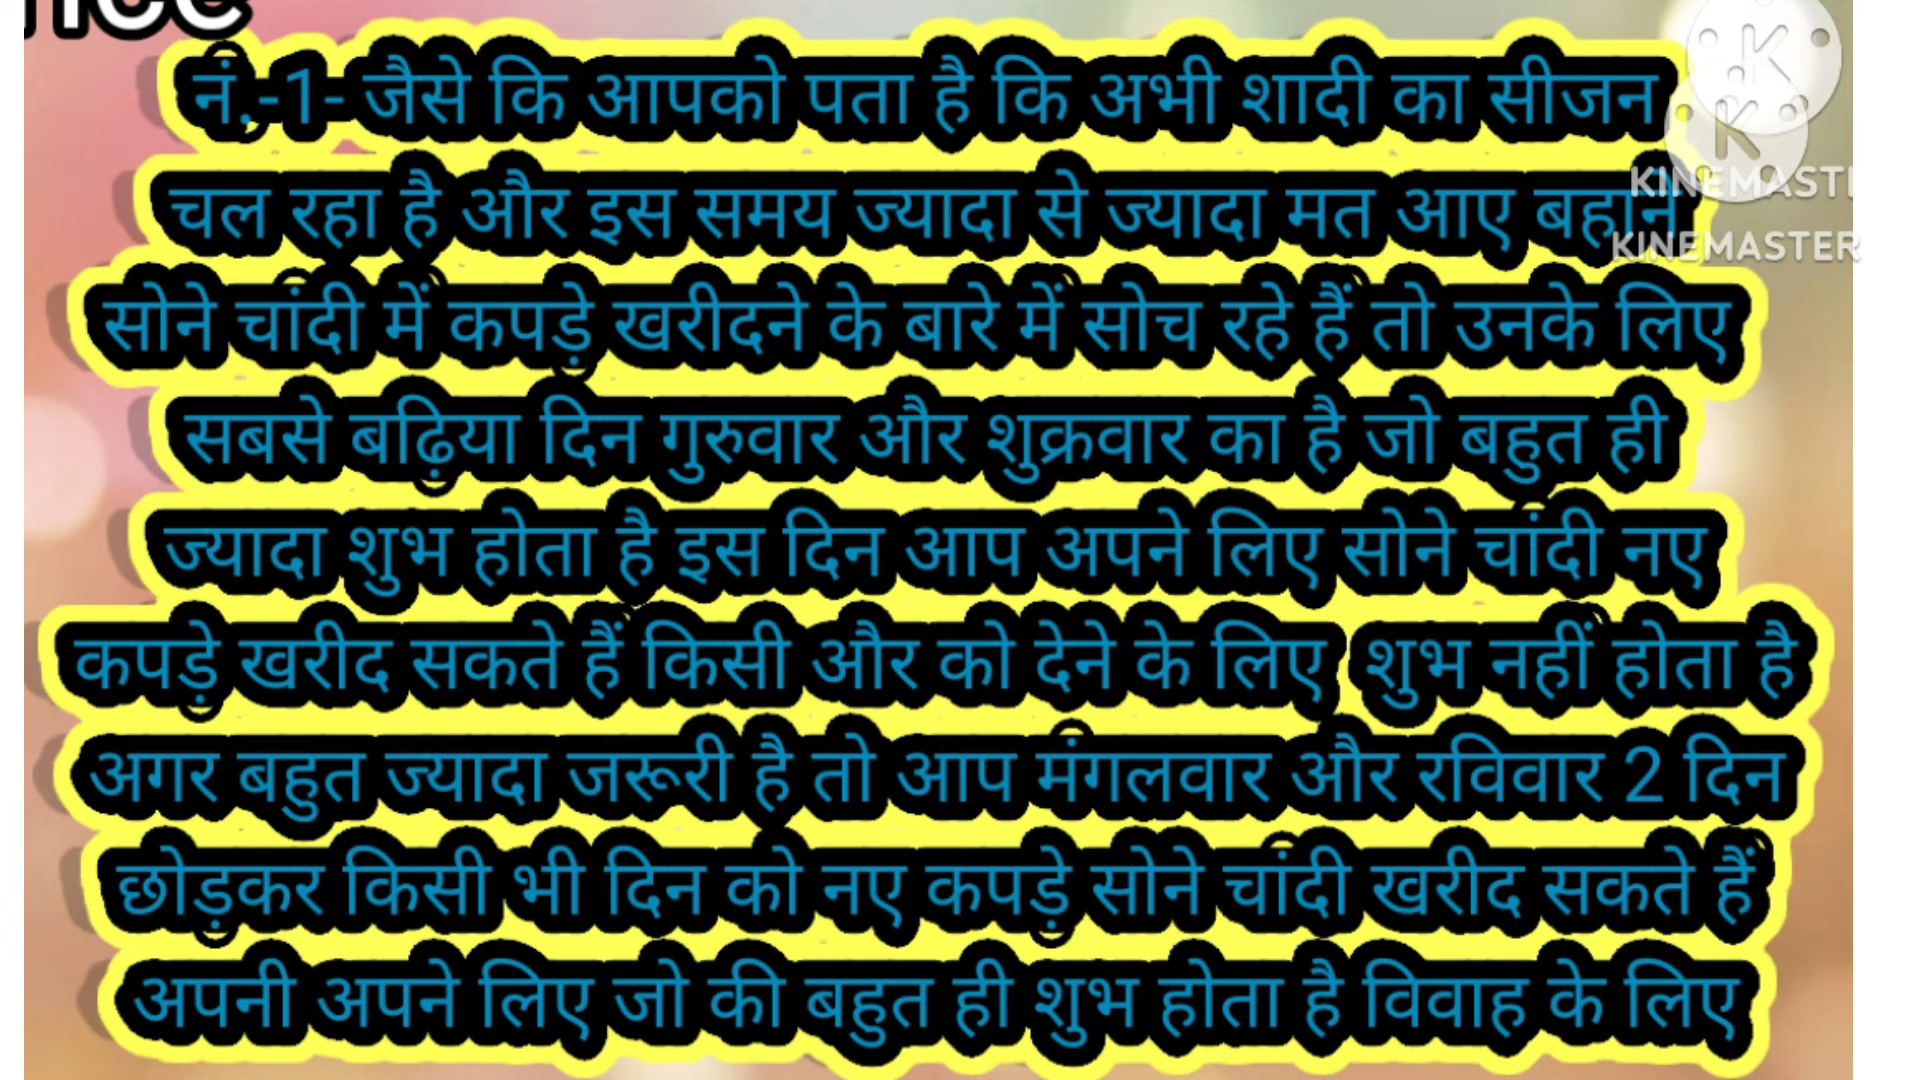 नं.-1- जैसे कि आपको पता है कि अभी शादी का सीजन
चल रहा है और इस समय ज्यादा से ज्यादा मत आए बहाने
सोने चांदी में कपड़े खरीदने के बारे में सोच रहे हैं तो उनके लिए
सबसे बढ़िया दिन गुरुवार और शुक्रवार का है जो बहुत ही
ज्यादा शुभ होता है इस दिन आप अपने लिए सोने चांदी नए
कपड़े खरीद सकते हैं किसी और को देने के लिए शुभ नहीं होता है
अगर बहुत ज्यादा जरूरी है तो आप मंगलवार और रविवार 2 दिन
छोड़कर किसी भी दिन को नए कपड़े सोने चांदी खरीद सकते हैं
अपनी अपने लिए जो की बहुत ही शुभ होता है विवाह के लिए
KINEMASTER